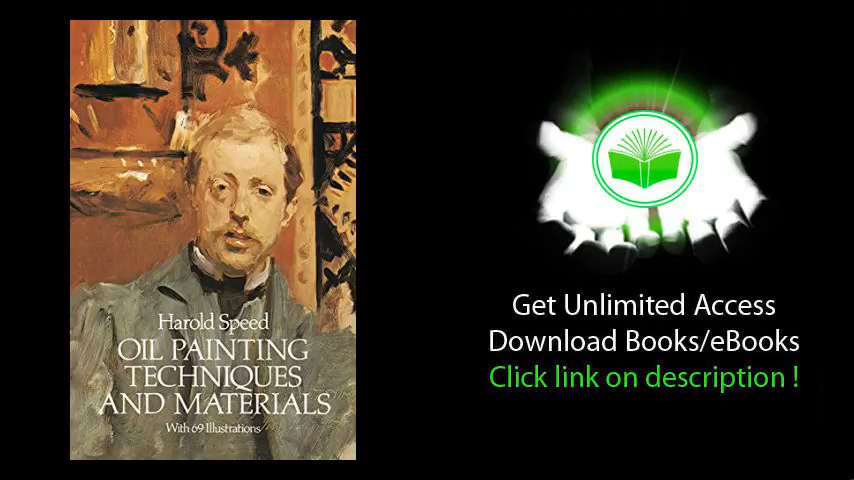 Harold Speed
OIL PAINTING
TECHNIQUES
AND MATERIALS
With 69 Illustrations
Get Unlimited Access
Download Books/eBooks
Click link on description !